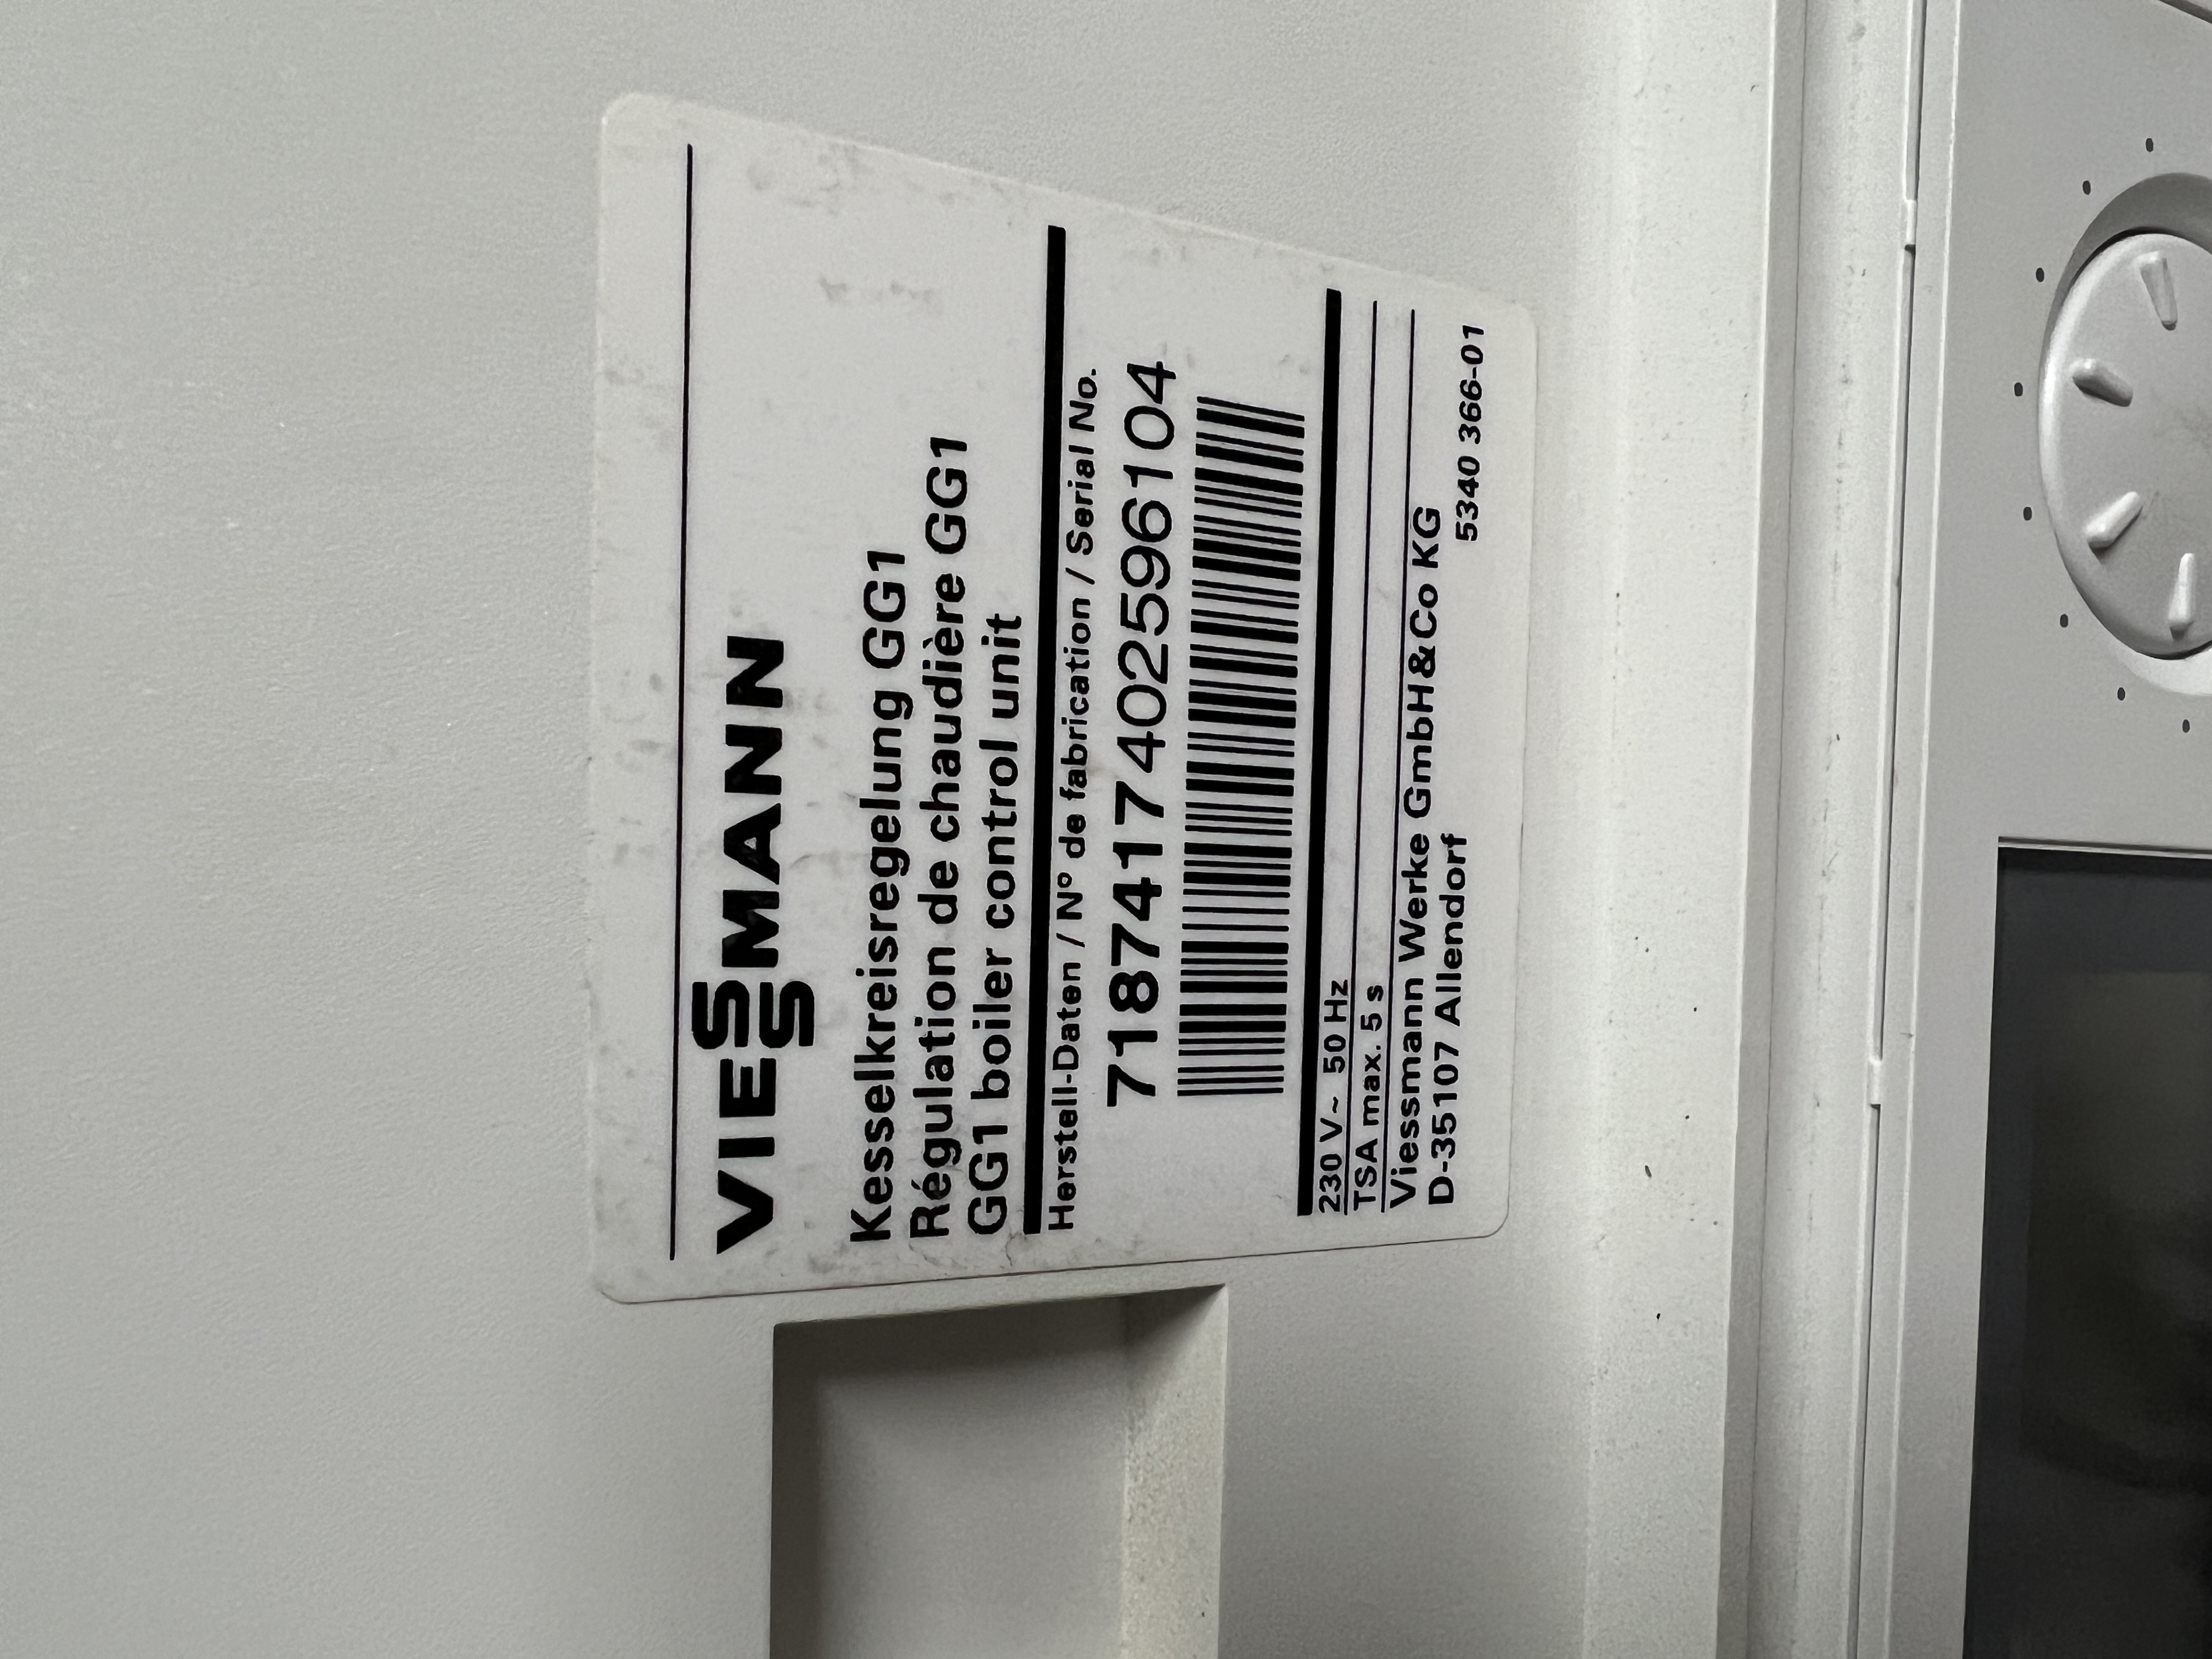 VIESSMANN
Kesselkreisregelung GG1
Régulation de chaudière GG1
GG1 boiler control unit
Herstell-Daten / Nº de fabrication / Serial No.
7187417402596104
230 V~ 50 Hz
TSA max. 5 s
Viessmann Werke GmbH&Co KG
D-35107 Allendorf
5340 366-01